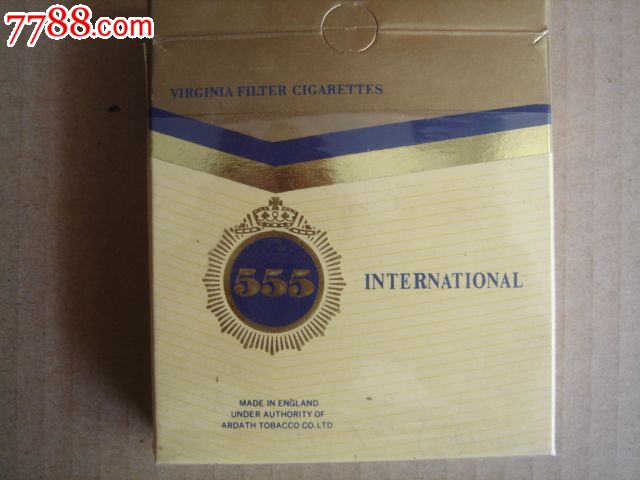 7788.com
VIRGINIA FILTER CIGARETTES
555
INTERNATIONAL
MADE IN ENGLAND
UNDER AUTHORITY OF
ARDATH TOBACCO CO. LTD.